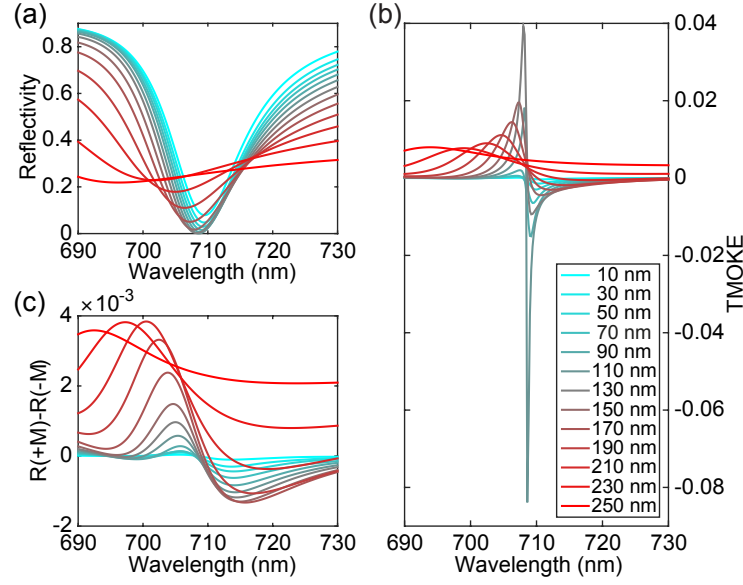 (a)
0.8
0.6
0.4
0.2
0
Reflectivity
690 700 710 720 730
Wavelength (nm)
(b)
0.04
0.02
0
-0.02
-0.04
-0.06
-0.08
TMOKE
690 700 710 720 730
Wavelength (nm)
10 nm
30 nm
50 nm
70 nm
90 nm
110 nm
130 nm
150 nm
170 nm
190 nm
210 nm
230 nm
250 nm
(c)
×10⁻³
4
2
0
-2
R(+M)-R(-M)
690 700 710 720 730
Wavelength (nm)